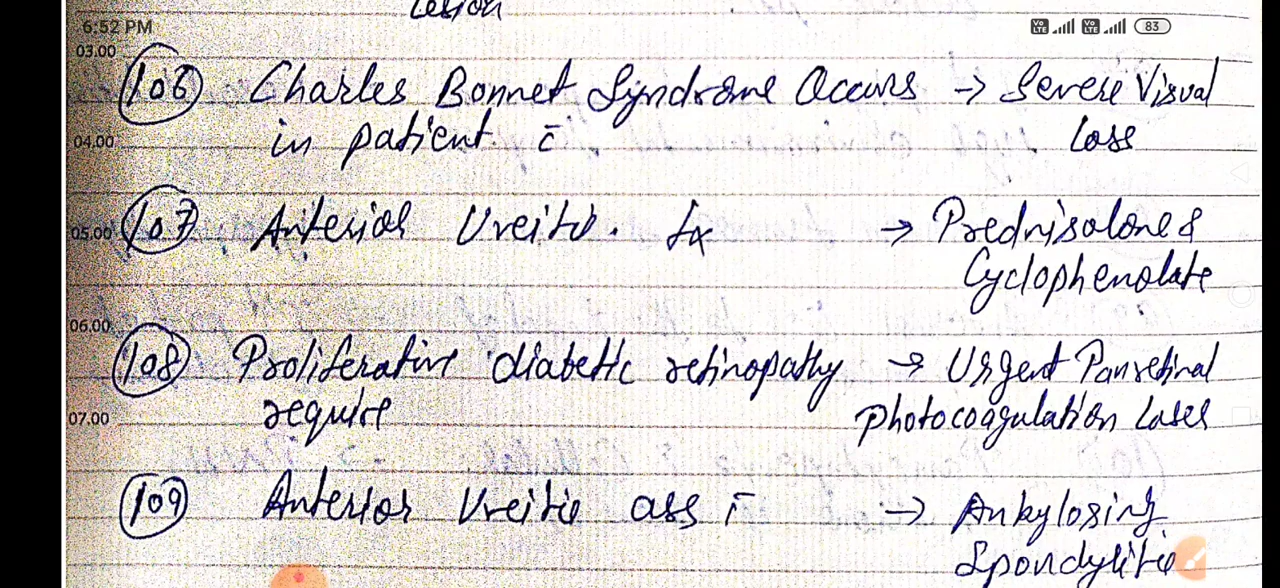 Lesion
6:52 PM
83
03.00
106 Charles Bonnet Syndrome Occurs → Severe Visual
04.00 in patient c̄ Loss
05.00 107 Anterior Uveitis. Tx → Prednisolone &
Cyclophenolate
06.00
108 Proliferative diabetic retinopathy → Urgent Panretinal
07.00 require photocoagulation Laser
109 Anterior Uveitis ass c̄ → Ankylosing
Spondylitis